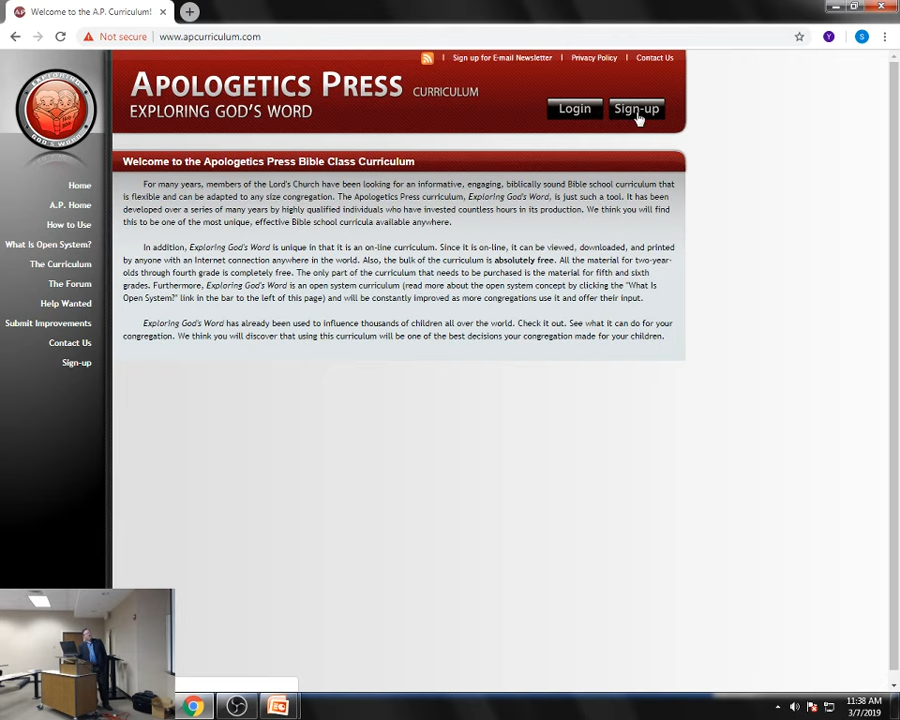 Welcome to the A.P. Curriculum!
Not secure
www.apcurriculum.com
Sign up for E-mail Newsletter
Privacy Policy
Contact Us
APOLOGETICS PRESS CURRICULUM
EXPLORING GOD'S WORD
Login
Sign-up
EXPLORING
GOD'S WORD
Home
A.P. Home
How to Use
What Is Open System?
The Curriculum
The Forum
Help Wanted
Submit Improvements
Contact Us
Sign-up
Welcome to the Apologetics Press Bible Class Curriculum
For many years, members of the Lord's Church have been looking for an informative, engaging, biblically sound Bible school curriculum that
is flexible and can be adapted to any size congregation. The Apologetics Press curriculum, Exploring God's Word, is just such a tool. It has been
developed over a series of many years by highly qualified individuals who have invested countless hours in its production. We think you will find
this to be one of the most unique, effective Bible school curricula available anywhere.
In addition, Exploring God's Word is unique in that it is an on-line curriculum. Since it is on-line, it can be viewed, downloaded, and printed
by anyone with an Internet connection anywhere in the world. Also, the bulk of the curriculum is absolutely free. All the material for two-year-
olds through fourth grade is completely free. The only part of the curriculum that needs to be purchased is the material for fifth and sixth
grades. Furthermore, Exploring God's Word is an open system curriculum (read more about the open system concept by clicking the "What Is
Open System?" link in the bar to the left of this page) and will be constantly improved as more congregations use it and offer their input.
Exploring God's Word has already been used to influence thousands of children all over the world. Check it out. See what it can do for your
congregation. We think you will discover that using this curriculum will be one of the best decisions your congregation made for your children.
11:38 AM
3/7/2019